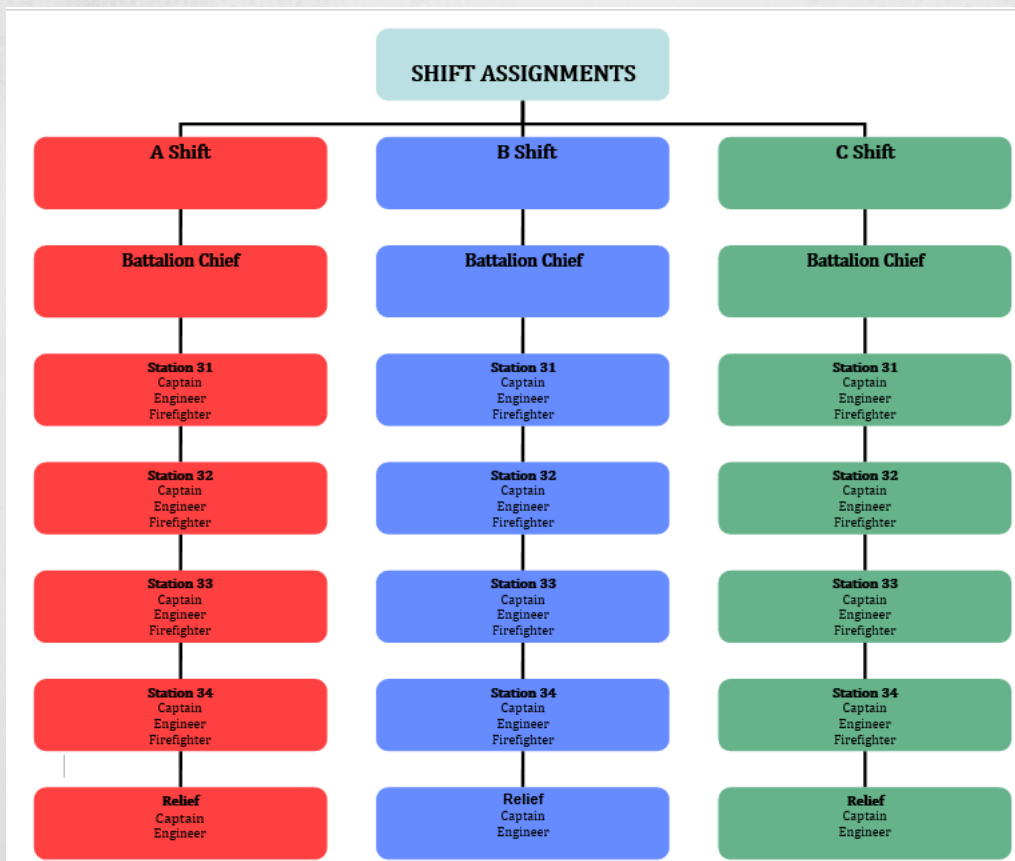 SHIFT ASSIGNMENTS
A Shift
Battalion Chief
Station 31
Captain
Engineer
Firefighter
Station 32
Captain
Engineer
Firefighter
Station 33
Captain
Engineer
Firefighter
Station 34
Captain
Engineer
Firefighter
Relief
Captain
Engineer
B Shift
Battalion Chief
Station 31
Captain
Engineer
Firefighter
Station 32
Captain
Engineer
Firefighter
Station 33
Captain
Engineer
Firefighter
Station 34
Captain
Engineer
Firefighter
Relief
Captain
Engineer
C Shift
Battalion Chief
Station 31
Captain
Engineer
Firefighter
Station 32
Captain
Engineer
Firefighter
Station 33
Captain
Engineer
Firefighter
Station 34
Captain
Engineer
Firefighter
Relief
Captain
Engineer